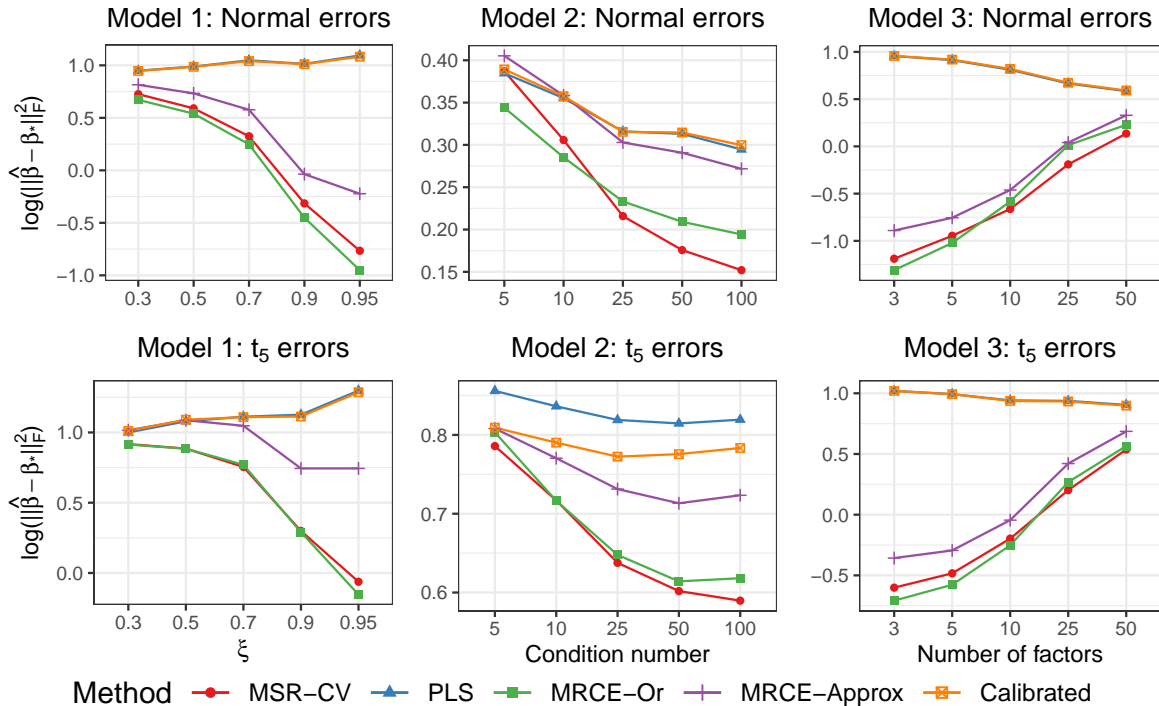 Model 1: Normal errors
Model 2: Normal errors
Model 3: Normal errors
log(||β̂ − β*||²F)
1.0
0.5
0.0
−0.5
−1.0
0.3 0.5 0.7 0.9 0.95
0.40
0.35
0.30
0.25
0.20
0.15
5 10 25 50 100
1.0
0.5
0.0
−0.5
−1.0
3 5 10 25 50
Model 1: t₅ errors
Model 2: t₅ errors
Model 3: t₅ errors
log(||β̂ − β*||²F)
1.0
0.5
0.0
0.3 0.5 0.7 0.9 0.95
ξ
0.8
0.7
0.6
5 10 25 50 100
Condition number
1.0
0.5
0.0
−0.5
3 5 10 25 50
Number of factors
Method MSR−CV PLS MRCE−Or MRCE−Approx Calibrated